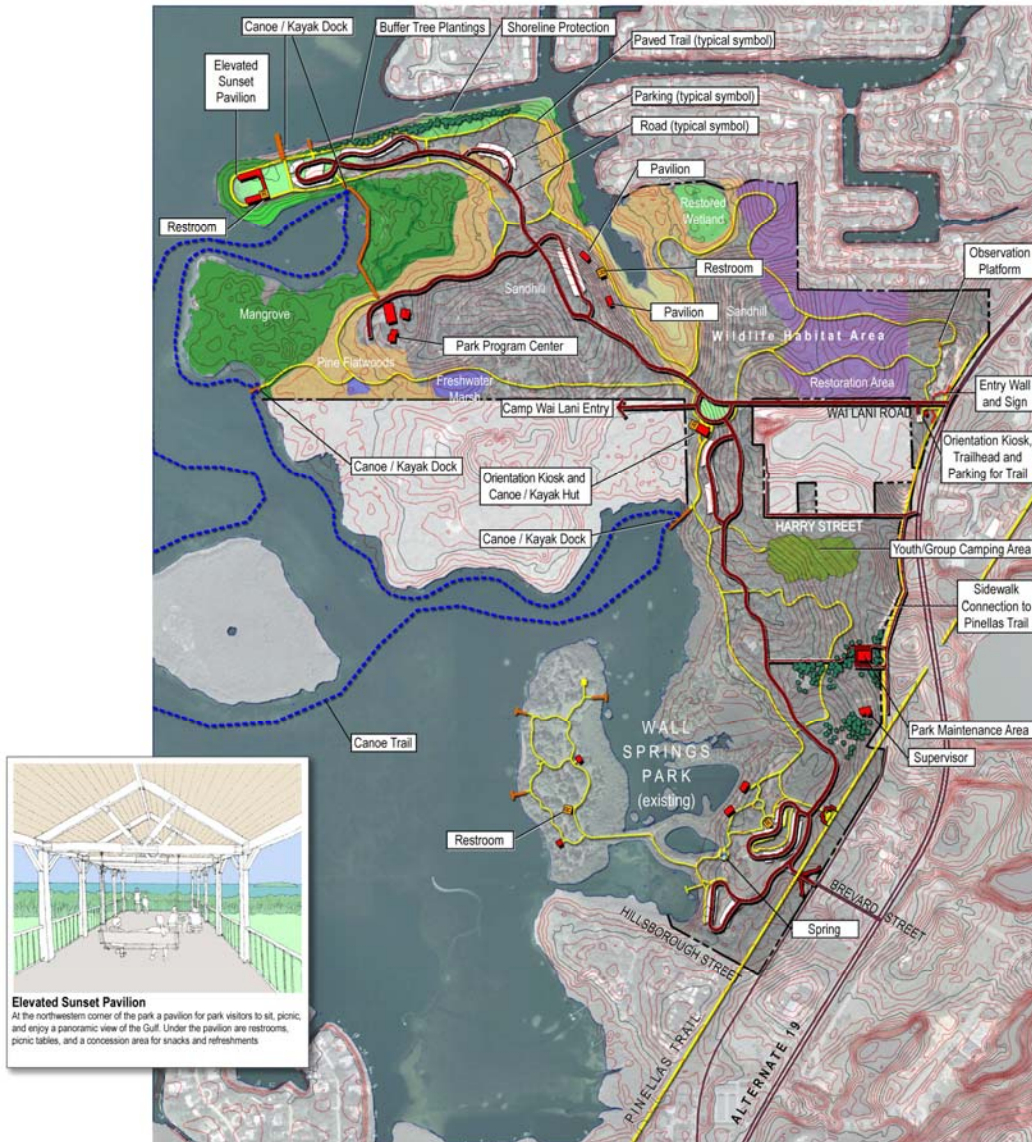 Canoe / Kayak Dock
Buffer Tree Plantings
Shoreline Protection
Elevated
Sunset
Pavilion
Paved Trail (typical symbol)
Parking (typical symbol)
Road (typical symbol)
Pavilion
Restroom
Restored
Wetland
Observation
Platform
Restroom
Sandhill
Pavilion
Sandhill
Wildlife Habitat Area
Mangrove
Park Program Center
Pine Flatwoods
Freshwater
Marsh
Restoration Area
Entry Wall
and Sign
Camp Wai Lani Entry
WAI LANI ROAD
Canoe / Kayak Dock
Orientation Kiosk and
Canoe / Kayak Hut
Orientation Kiosk,
Trailhead and
Parking for Trail
Canoe / Kayak Dock
HARRY STREET
Youth/Group Camping Area
Sidewalk
Connection to
Pinellas Trail
Canoe Trail
WALL
SPRINGS
PARK
(existing)
Park Maintenance Area
Supervisor
Restroom
BREVARD STREET
HILLSBOROUGH STREET
Spring
PINELLAS TRAIL
ALTERNATE 19
Elevated Sunset Pavilion
At the northwestern corner of the park a pavilion for park visitors to sit, picnic,
and enjoy a panoramic view of the Gulf. Under the pavilion are restrooms,
picnic tables, and a concession area for snacks and refreshments